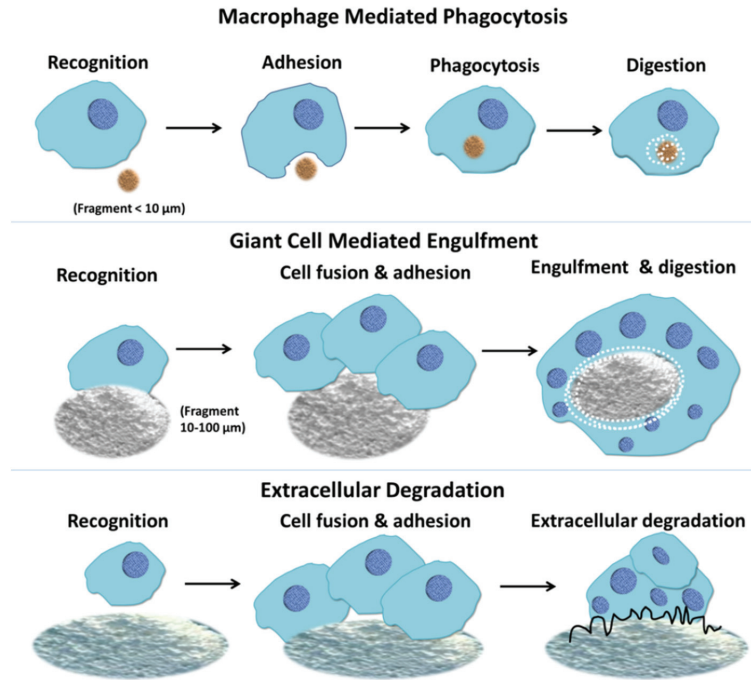 Macrophage Mediated Phagocytosis
Recognition
Adhesion
Phagocytosis
Digestion
(Fragment < 10 µm)
Giant Cell Mediated Engulfment
Recognition
Cell fusion & adhesion
Engulfment & digestion
(Fragment
10-100 µm)
Extracellular Degradation
Recognition
Cell fusion & adhesion
Extracellular degradation